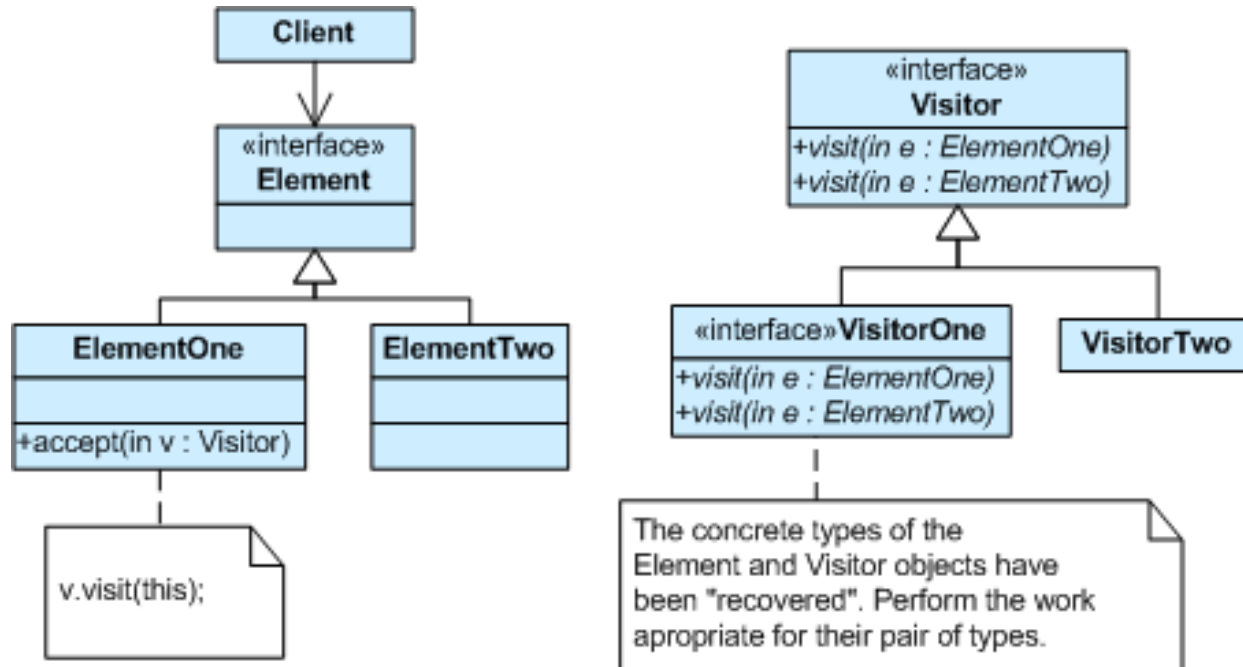 Client
«interface»
Element
ElementOne
+accept(in v : Visitor)
ElementTwo
v.visit(this);
«interface»
Visitor
+visit(in e : ElementOne)
+visit(in e : ElementTwo)
«interface»VisitorOne
+visit(in e : ElementOne)
+visit(in e : ElementTwo)
VisitorTwo
The concrete types of the
Element and Visitor objects have
been "recovered". Perform the work
apropriate for their pair of types.